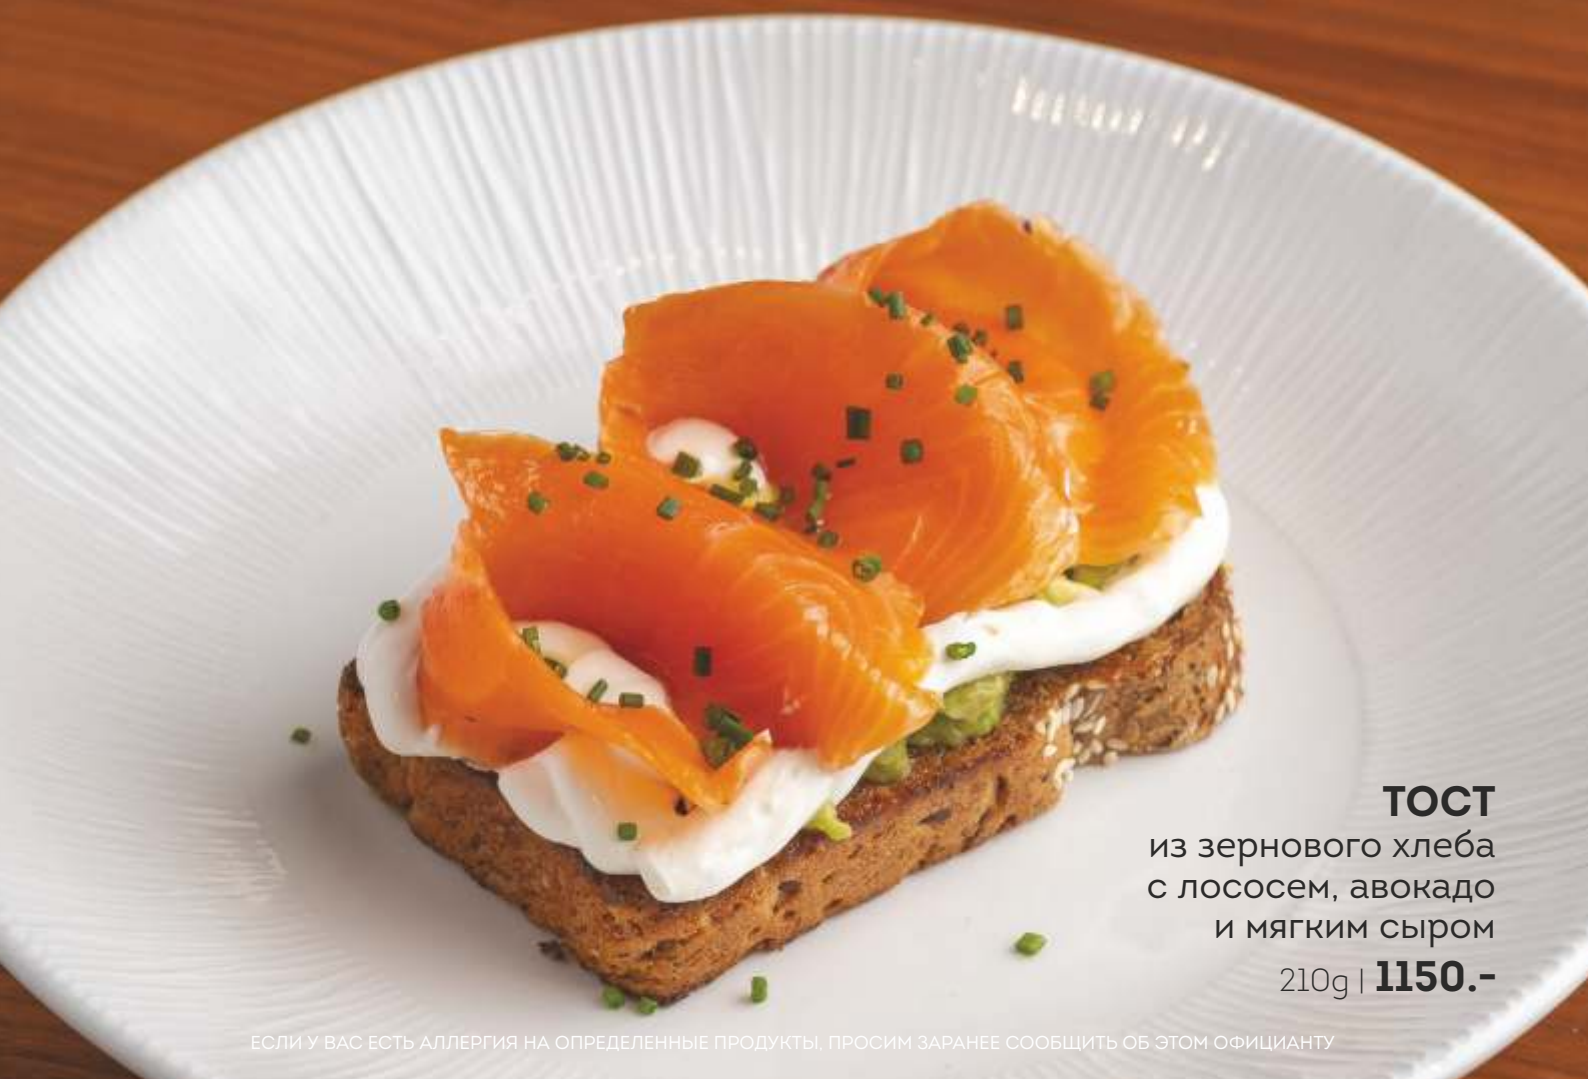 ТОСТ
из зернового хлеба
с лососем, авокадо
и мягким сыром
210g | 1150.-
ЕСЛИ У ВАС ЕСТЬ АЛЛЕРГИЯ НА ОПРЕДЕЛЕННЫЕ ПРОДУКТЫ, ПРОСИМ ЗАРАНЕЕ СООБЩИТЬ ОБ ЭТОМ ОФИЦИАНТУ